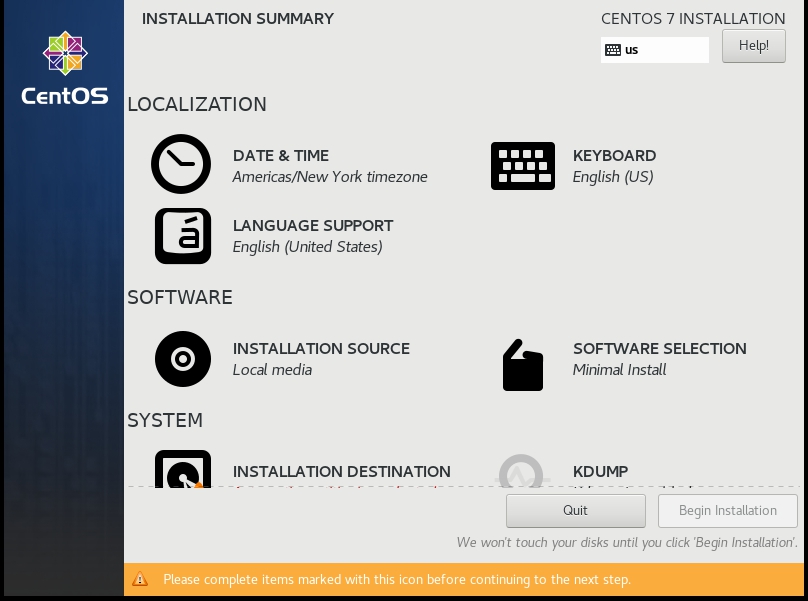 INSTALLATION SUMMARY
CENTOS 7 INSTALLATION
us
Help!
CentOS
LOCALIZATION
DATE & TIME
Americas/New York timezone
KEYBOARD
English (US)
LANGUAGE SUPPORT
English (United States)
SOFTWARE
INSTALLATION SOURCE
Local media
SOFTWARE SELECTION
Minimal Install
SYSTEM
INSTALLATION DESTINATION
KDUMP
Quit
Begin Installation
We won't touch your disks until you click 'Begin Installation'.
Please complete items marked with this icon before continuing to the next step.